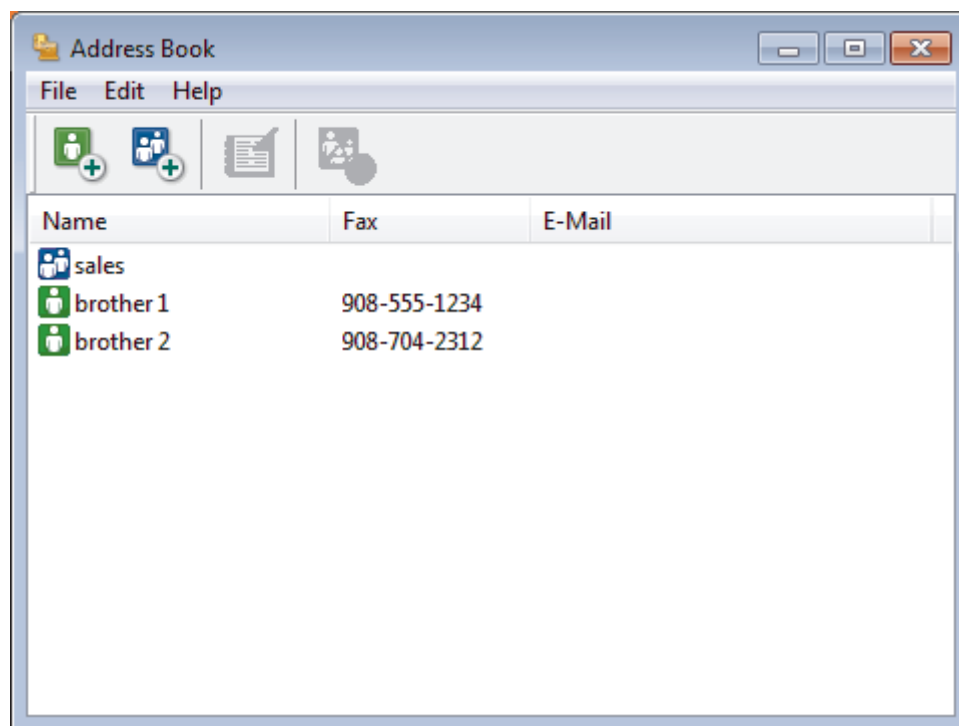 Address Book
File Edit Help
Name Fax E-Mail
sales
brother 1 908-555-1234
brother 2 908-704-2312